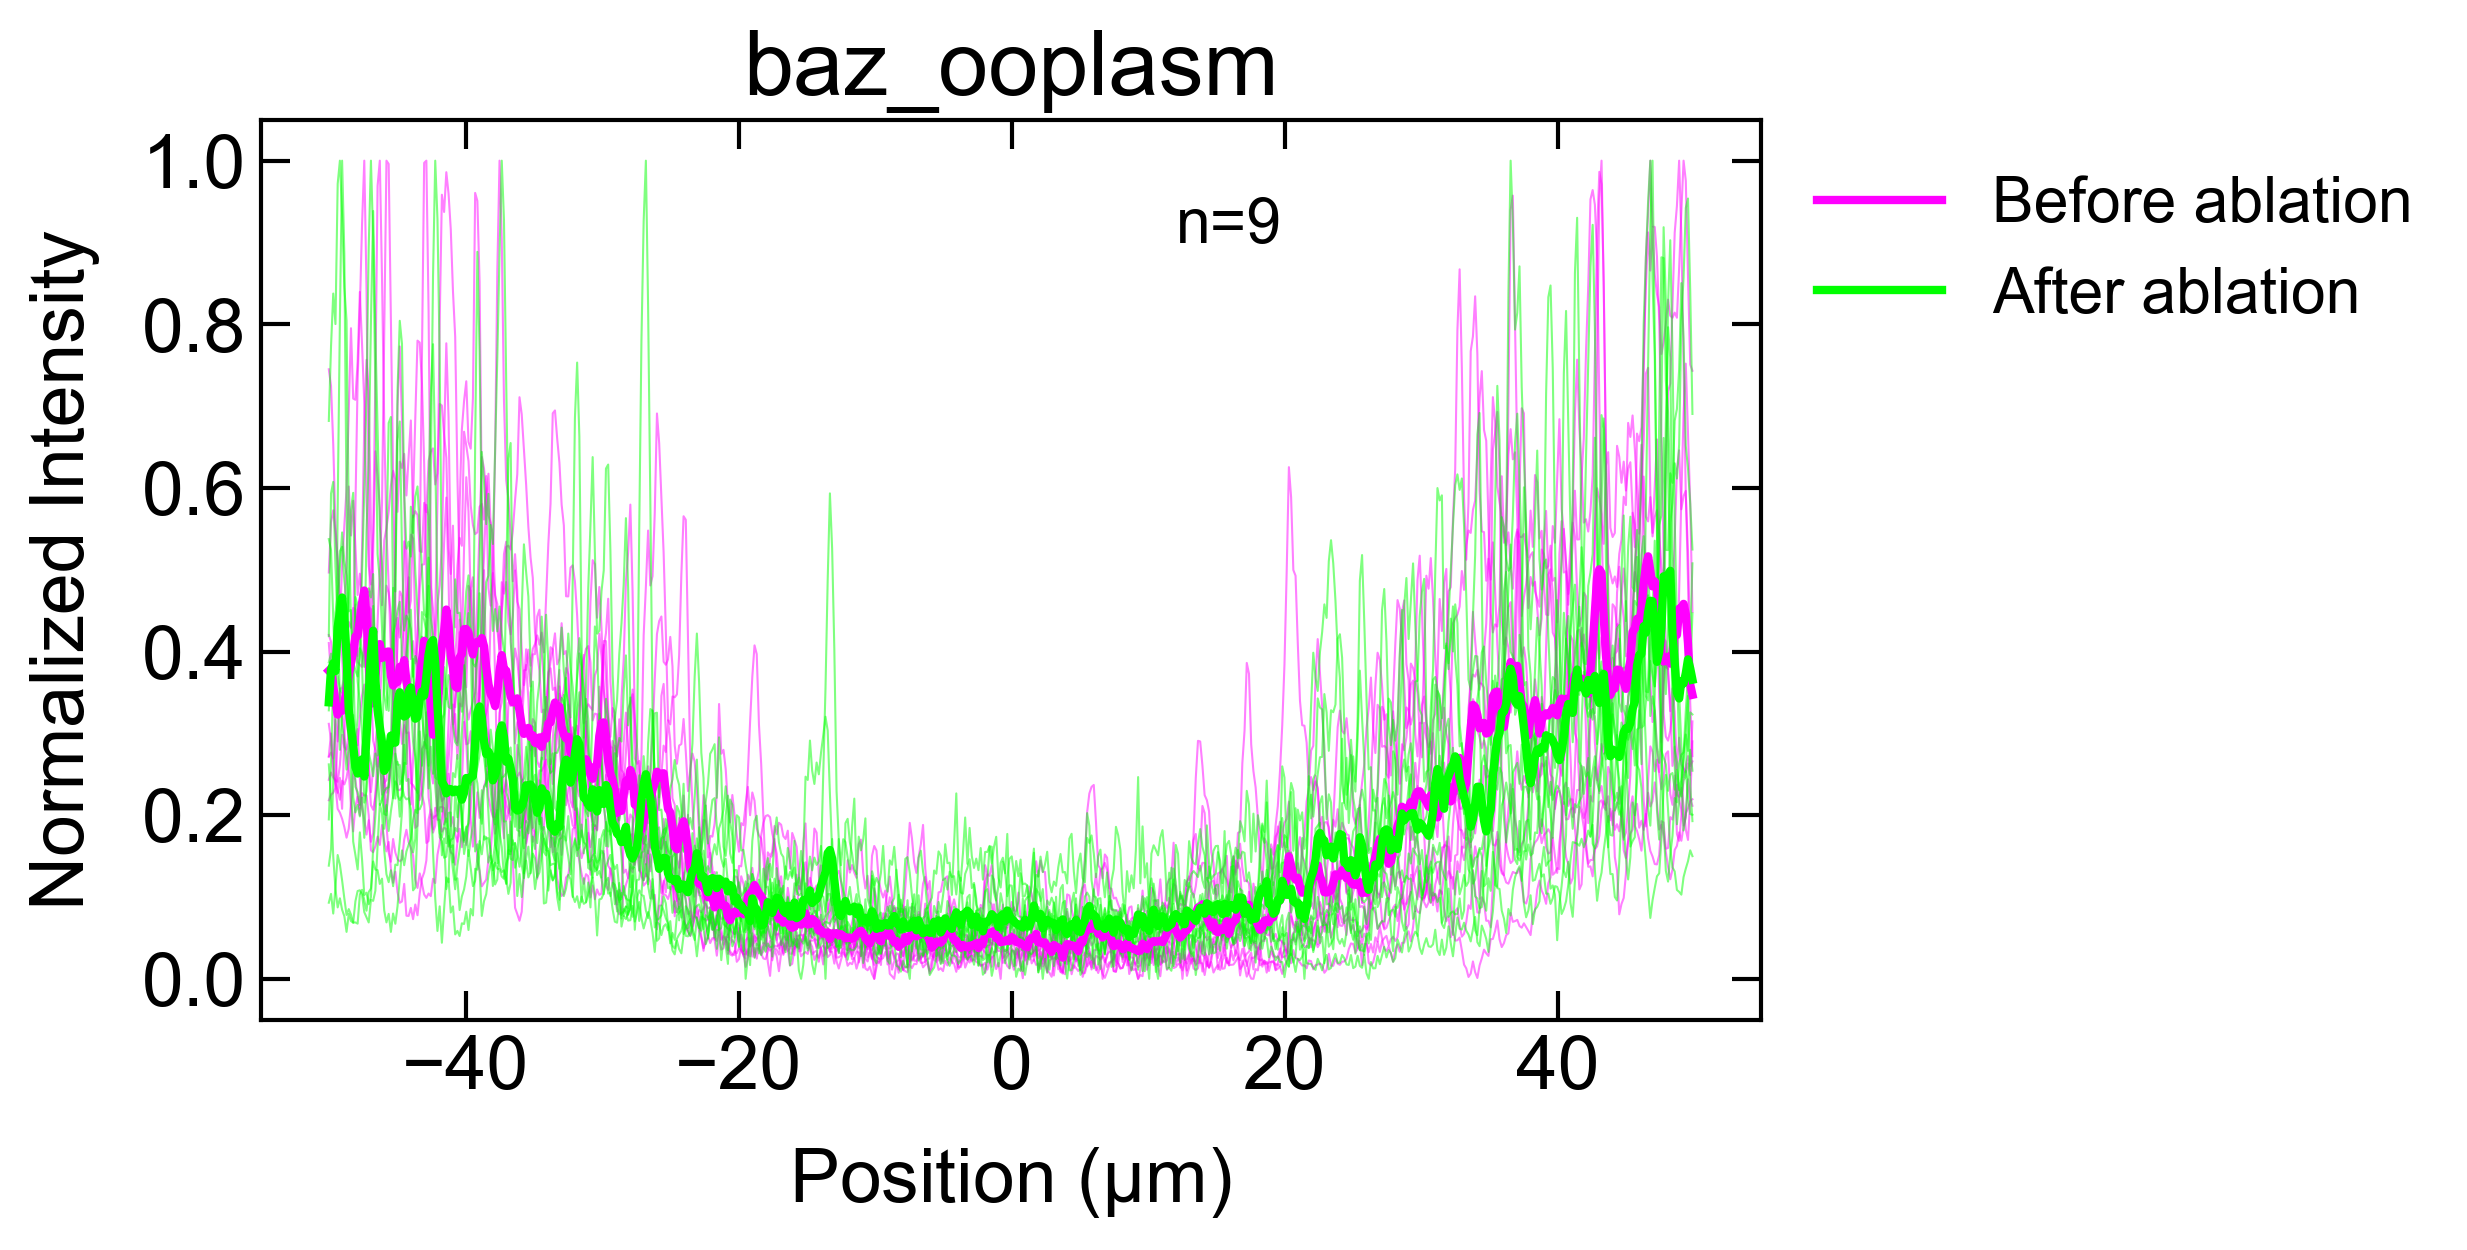 baz_ooplasm
n=9
Before ablation
After ablation
Normalized Intensity
1.0
0.8
0.6
0.4
0.2
0.0
−40
−20
0
20
40
Position (μm)